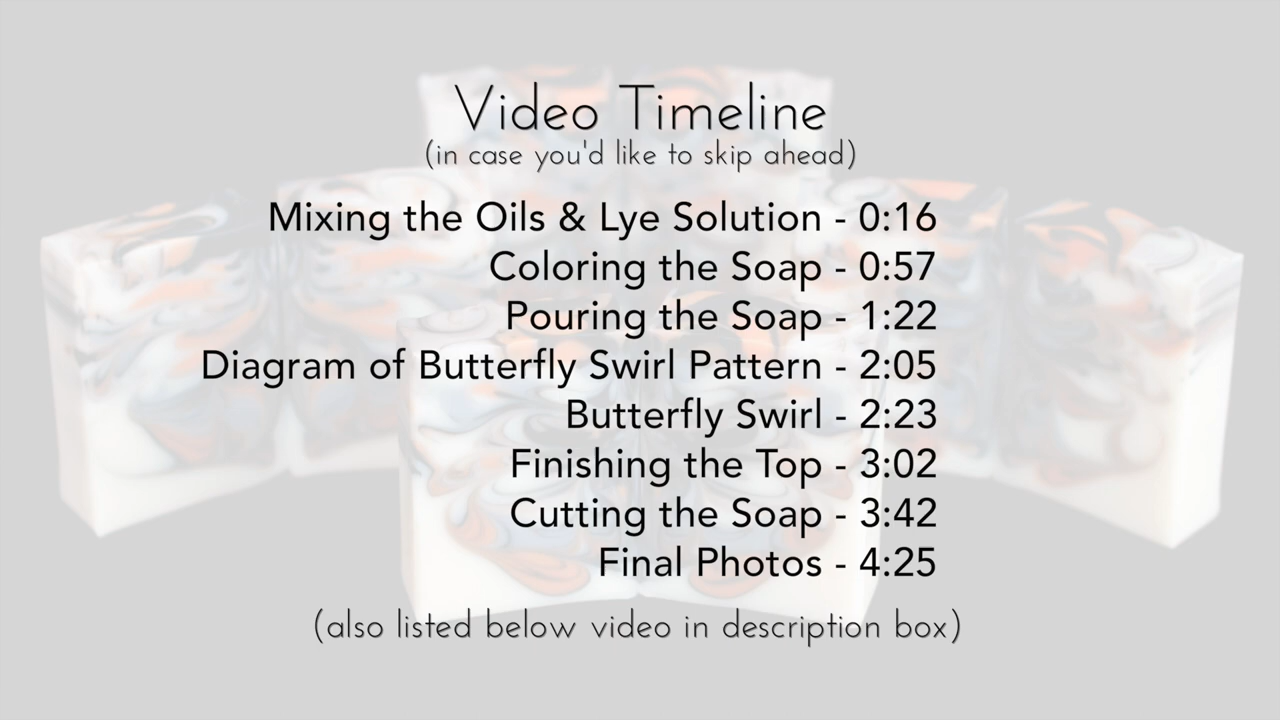 Video Timeline
(in case you'd like to skip ahead)
Mixing the Oils & Lye Solution - 0:16
Coloring the Soap - 0:57
Pouring the Soap - 1:22
Diagram of Butterfly Swirl Pattern - 2:05
Butterfly Swirl - 2:23
Finishing the Top - 3:02
Cutting the Soap - 3:42
Final Photos - 4:25
(also listed below video in description box)